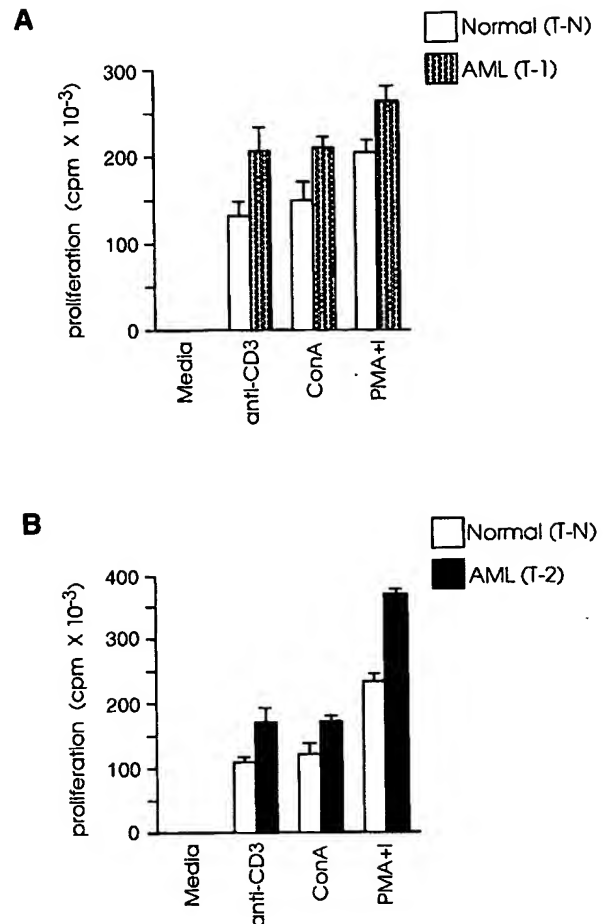 A
Normal (T-N)
AML (T-1)
proliferation (cpm X 10-3)
300
200
100
0
Media
anti-CD3
ConA
PMA+I
B
Normal (T-N)
AML (T-2)
proliferation (cpm X 10-3)
400
300
200
100
0
Media
anti-CD3
ConA
PMA+I